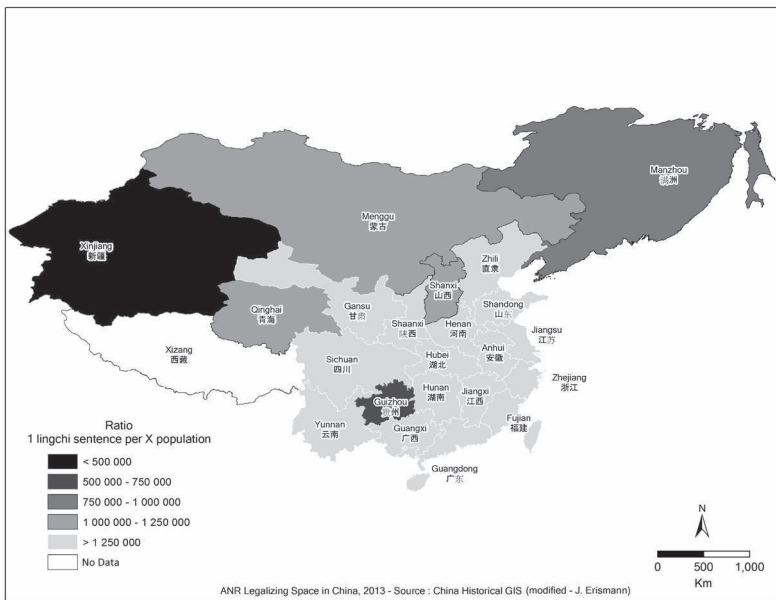 Manzhou
满洲
Menggu
蒙古
Xinjiang
新疆
Zhili
直隶
Shanxi
山西
Qinghai
青海
Gansu
甘肃
Shandong
山东
Shaanxi
陕西
Henan
河南
Jiangsu
江苏
Xizang
西藏
Anhui
安徽
Hubei
湖北
Sichuan
四川
Zhejiang
浙江
Hunan
湖南
Jiangxi
江西
Guizhou
贵州
Fujian
福建
Yunnan
云南
Guangxi
广西
Guangdong
广东
Ratio
1 lingchi sentence per X population
< 500 000
500 000 - 750 000
750 000 - 1 000 000
1 000 000 - 1 250 000
> 1 250 000
No Data
N
0 500 1,000
Km
ANR Legalizing Space in China, 2013 - Source : China Historical GIS (modified - J. Erismann)